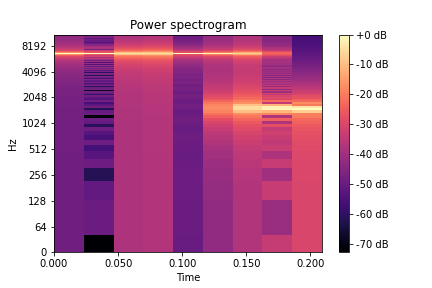 Power spectrogram
8192
4096
2048
1024
512
256
128
64
0
Hz
0.000 0.050 0.100 0.150 0.200
Time
+0 dB
-10 dB
-20 dB
-30 dB
-40 dB
-50 dB
-60 dB
-70 dB